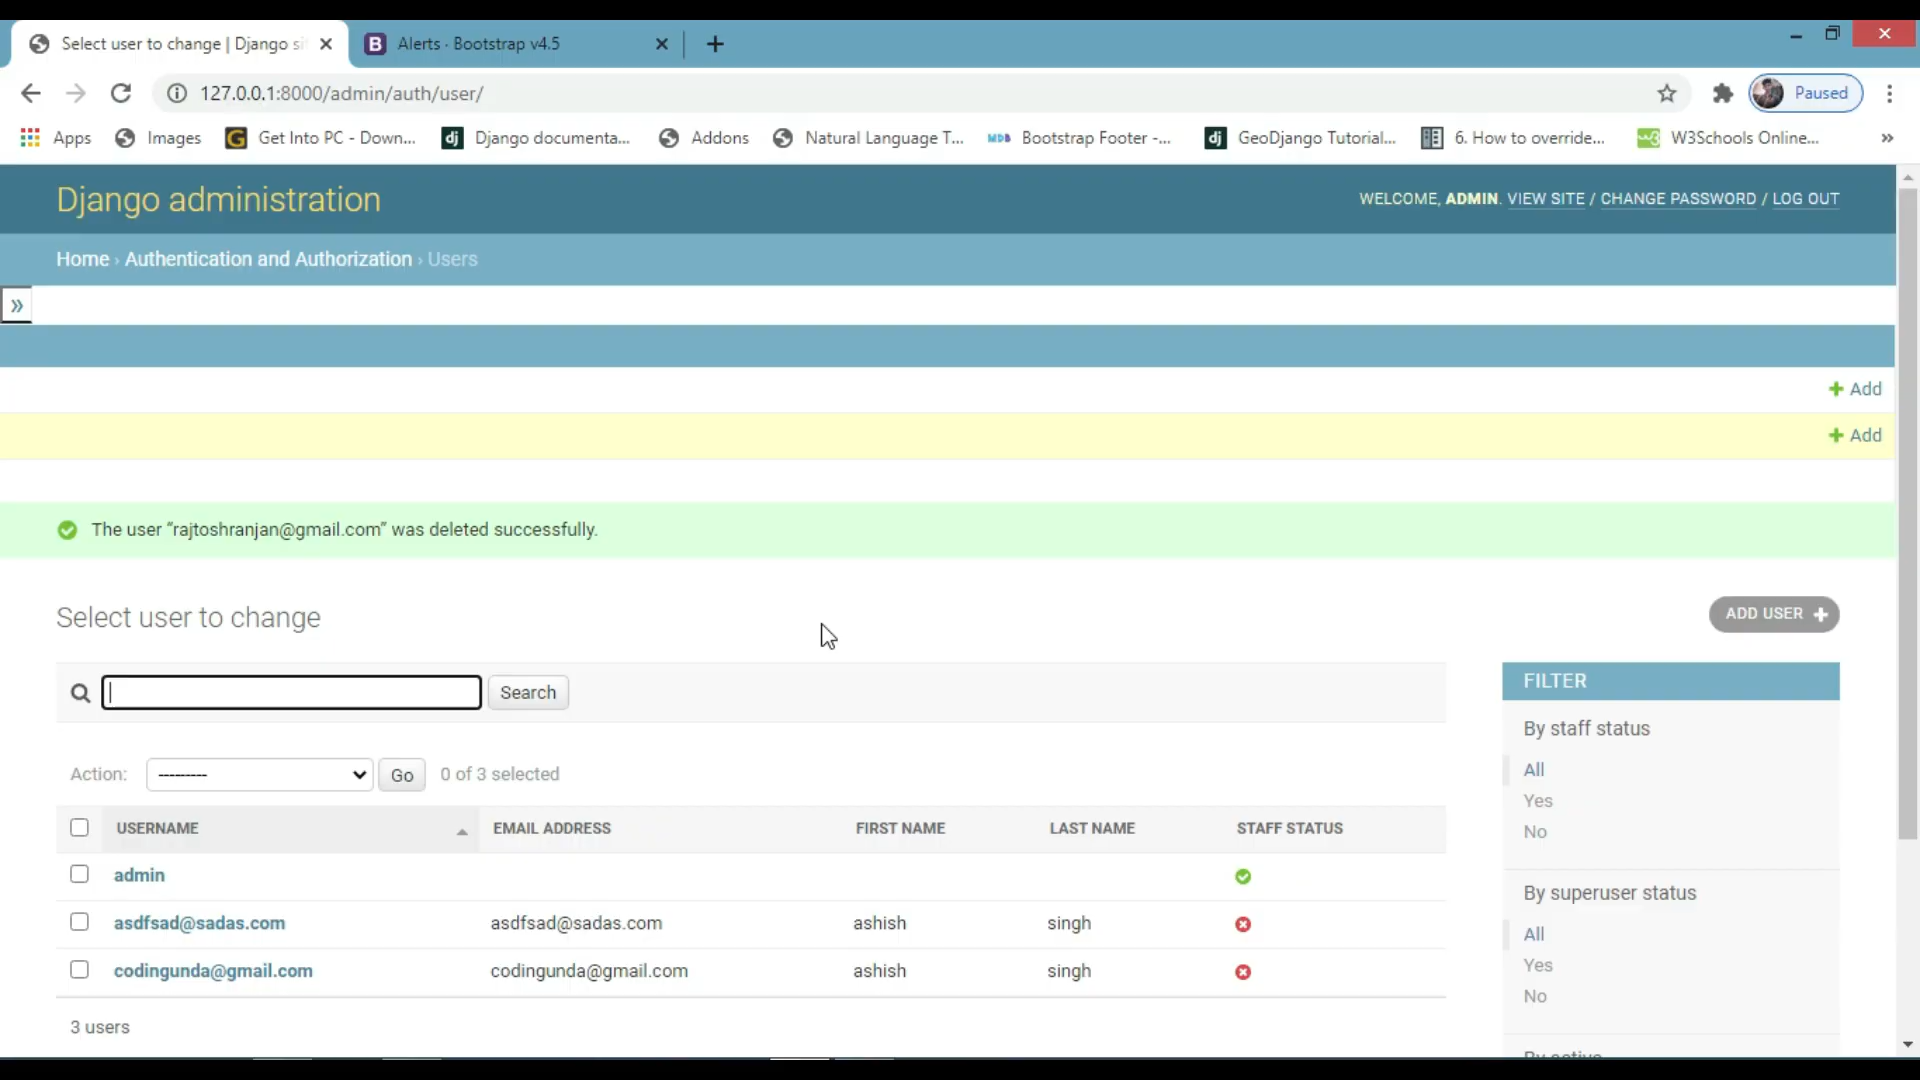 Select user to change | Django si
Alerts · Bootstrap v4.5
127.0.0.1:8000/admin/auth/user/
Paused
Apps
Images
Get Into PC - Down...
Django documenta...
Addons
Natural Language T...
Bootstrap Footer -...
GeoDjango Tutorial...
6. How to override...
W3Schools Online...
Django administration
WELCOME, ADMIN. VIEW SITE / CHANGE PASSWORD / LOG OUT
Home › Authentication and Authorization › Users
»
+ Add
+ Add
The user “rajtoshranjan@gmail.com” was deleted successfully.
Select user to change
ADD USER +
Search
FILTER
By staff status
All
Yes
No
Action: ---------
Go
0 of 3 selected
USERNAME EMAIL ADDRESS FIRST NAME LAST NAME STAFF STATUS
admin
asdfsad@sadas.com asdfsad@sadas.com ashish singh
codingunda@gmail.com codingunda@gmail.com ashish singh
3 users
By superuser status
All
Yes
No